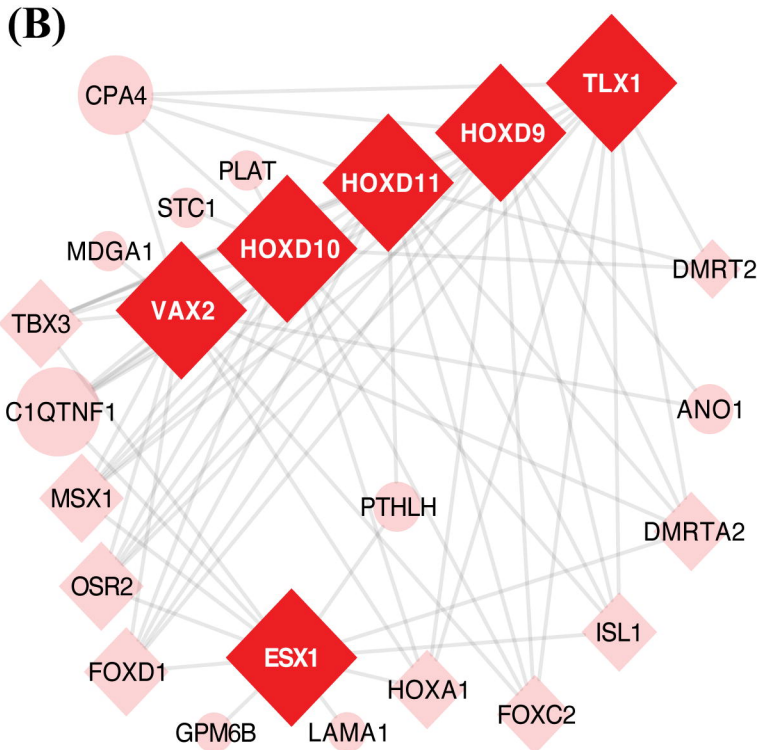 (B)
TLX1
CPA4
HOXD9
PLAT
HOXD11
STC1
HOXD10
MDGA1
DMRT2
VAX2
TBX3
C1QTNF1
ANO1
MSX1
PTHLH
DMRTA2
OSR2
ISL1
ESX1
FOXD1
HOXA1
FOXC2
GPM6B
LAMA1